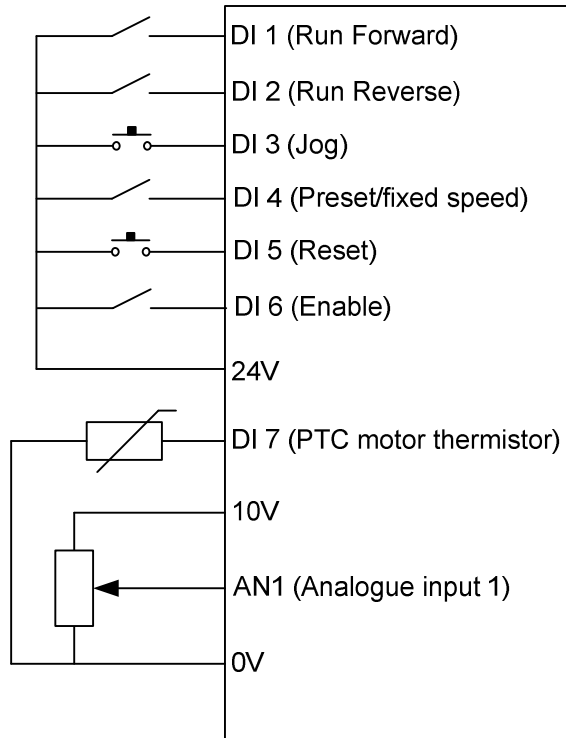 DI 1 (Run Forward)
DI 2 (Run Reverse)
DI 3 (Jog)
DI 4 (Preset/fixed speed)
DI 5 (Reset)
DI 6 (Enable)
24V
DI 7 (PTC motor thermistor)
10V
AN1 (Analogue input 1)
0V